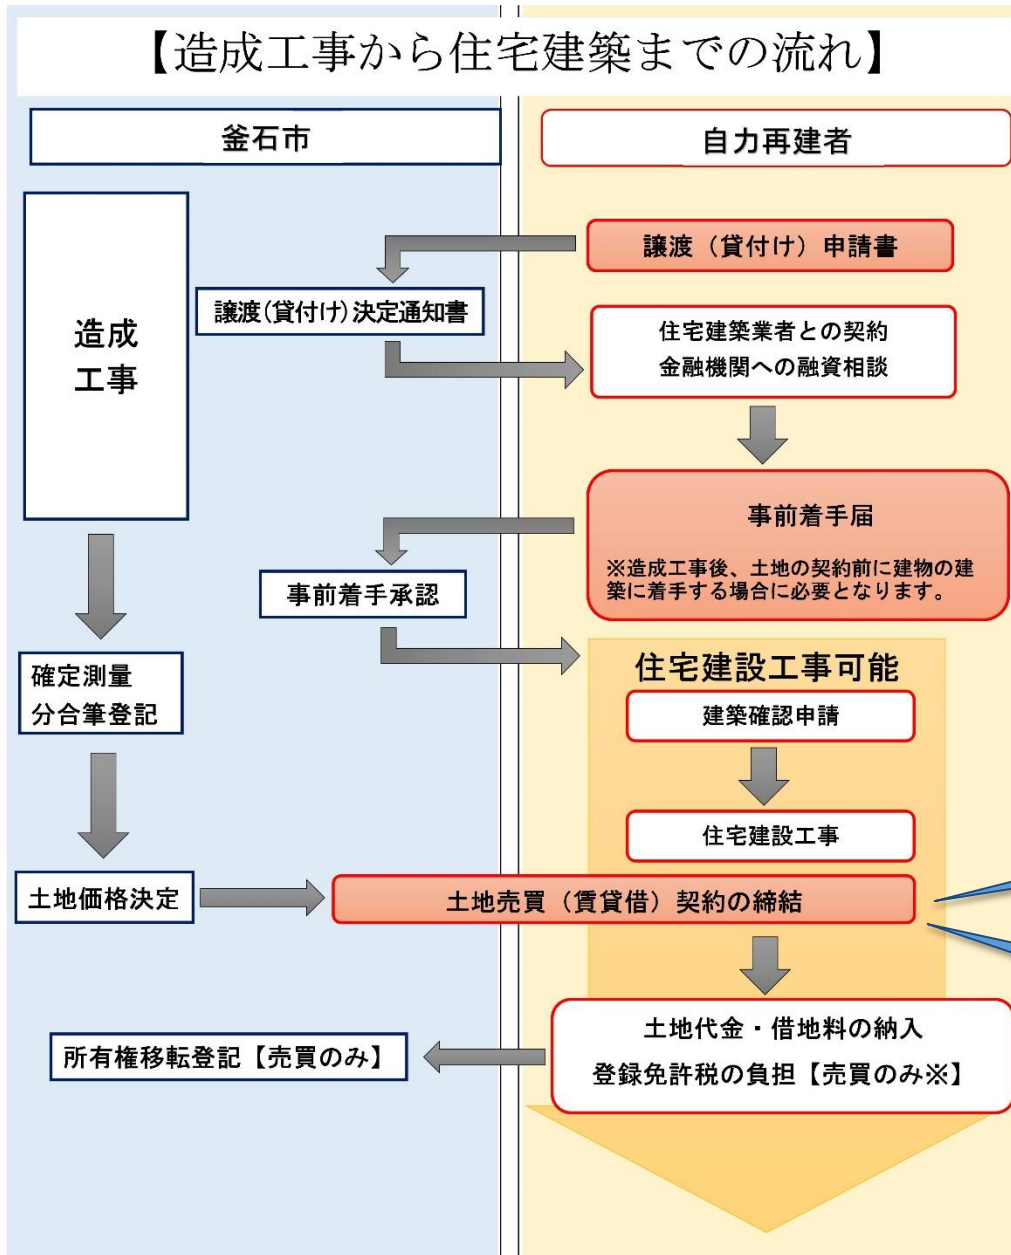 【造成工事から住宅建築までの流れ】
釜石市
自力再建者
造成
工事
譲渡（貸付け）申請書
譲渡(貸付け)決定通知書
住宅建築業者との契約
金融機関への融資相談
事前着手届
※造成工事後、土地の契約前に建物の建
築に着手する場合に必要となります。
事前着手承認
住宅建設工事可能
確定測量
分合筆登記
建築確認申請
住宅建設工事
土地価格決定
土地売買（賃貸借）契約の締結
土地代金・借地料の納入
登録免許税の負担【売買のみ※】
所有権移転登記【売買のみ】